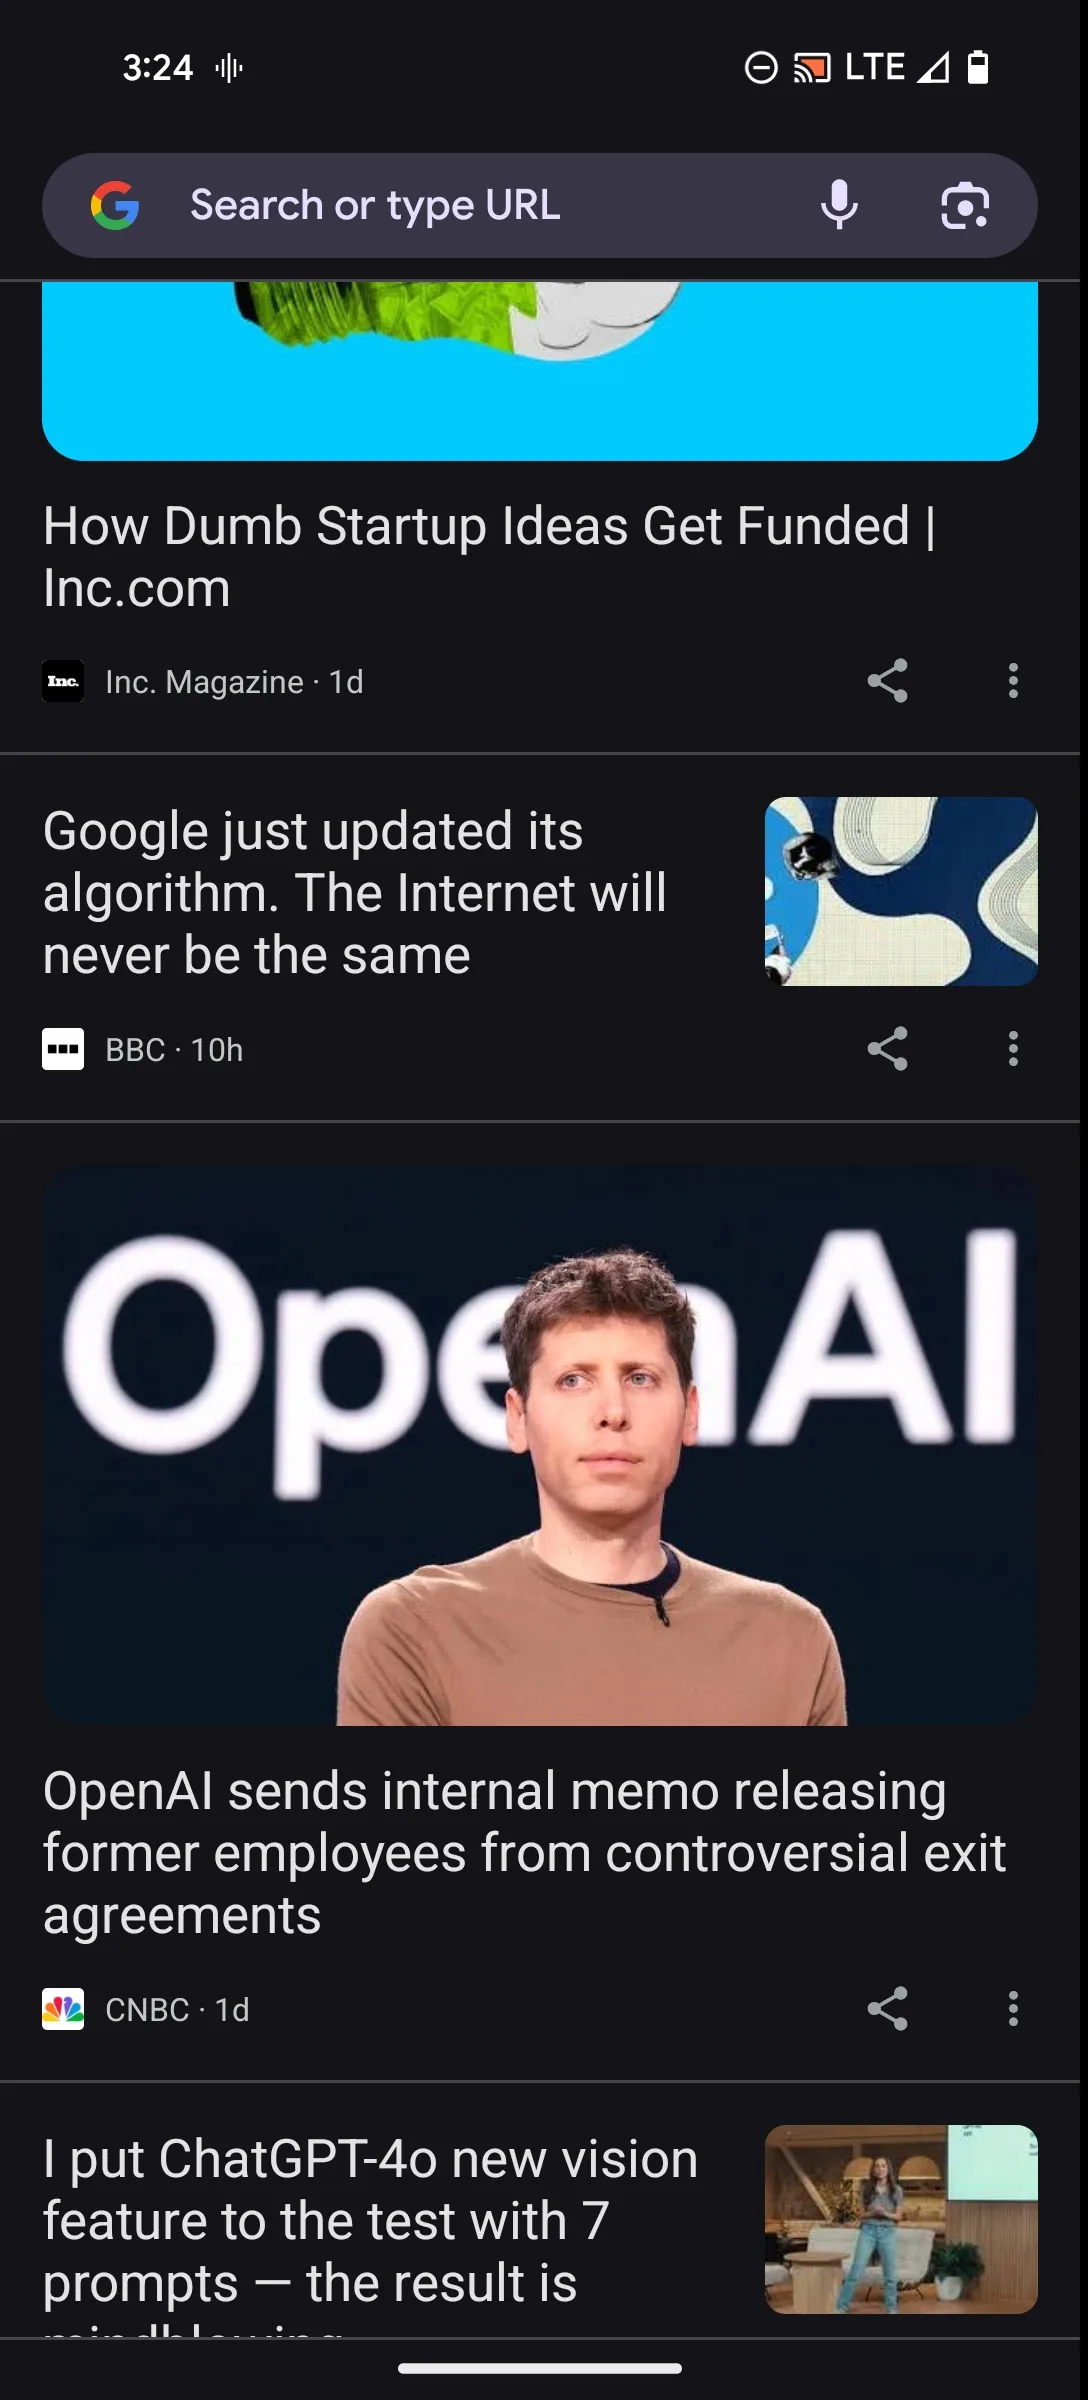 3:24
LTE
Search or type URL
How Dumb Startup Ideas Get Funded |
Inc.com
Inc.
Inc. Magazine · 1d
Google just updated its
algorithm. The Internet will
never be the same
BBC · 10h
OpenAI
OpenAI sends internal memo releasing
former employees from controversial exit
agreements
CNBC · 1d
I put ChatGPT-4o new vision
feature to the test with 7
prompts — the result is
mindblowing